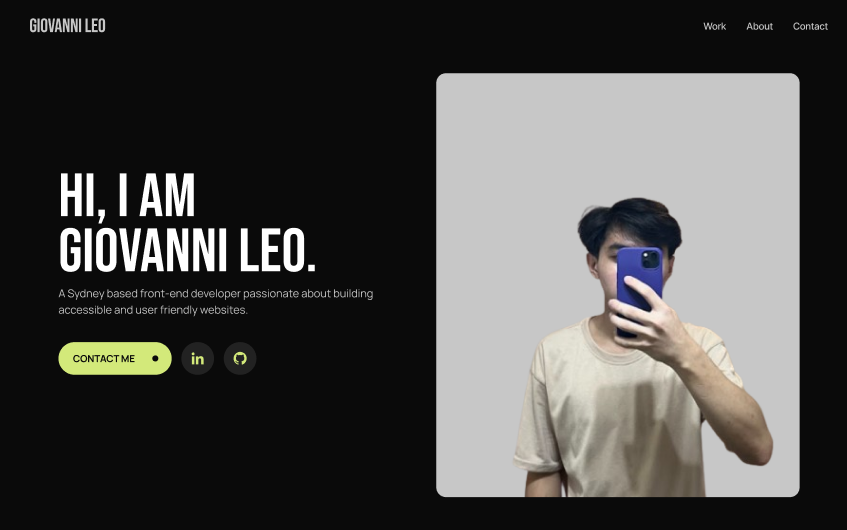 GIOVANNI LEO
Work
About
Contact
HI, I AM
GIOVANNI LEO.
A Sydney based front-end developer passionate about building
accessible and user friendly websites.
CONTACT ME
in